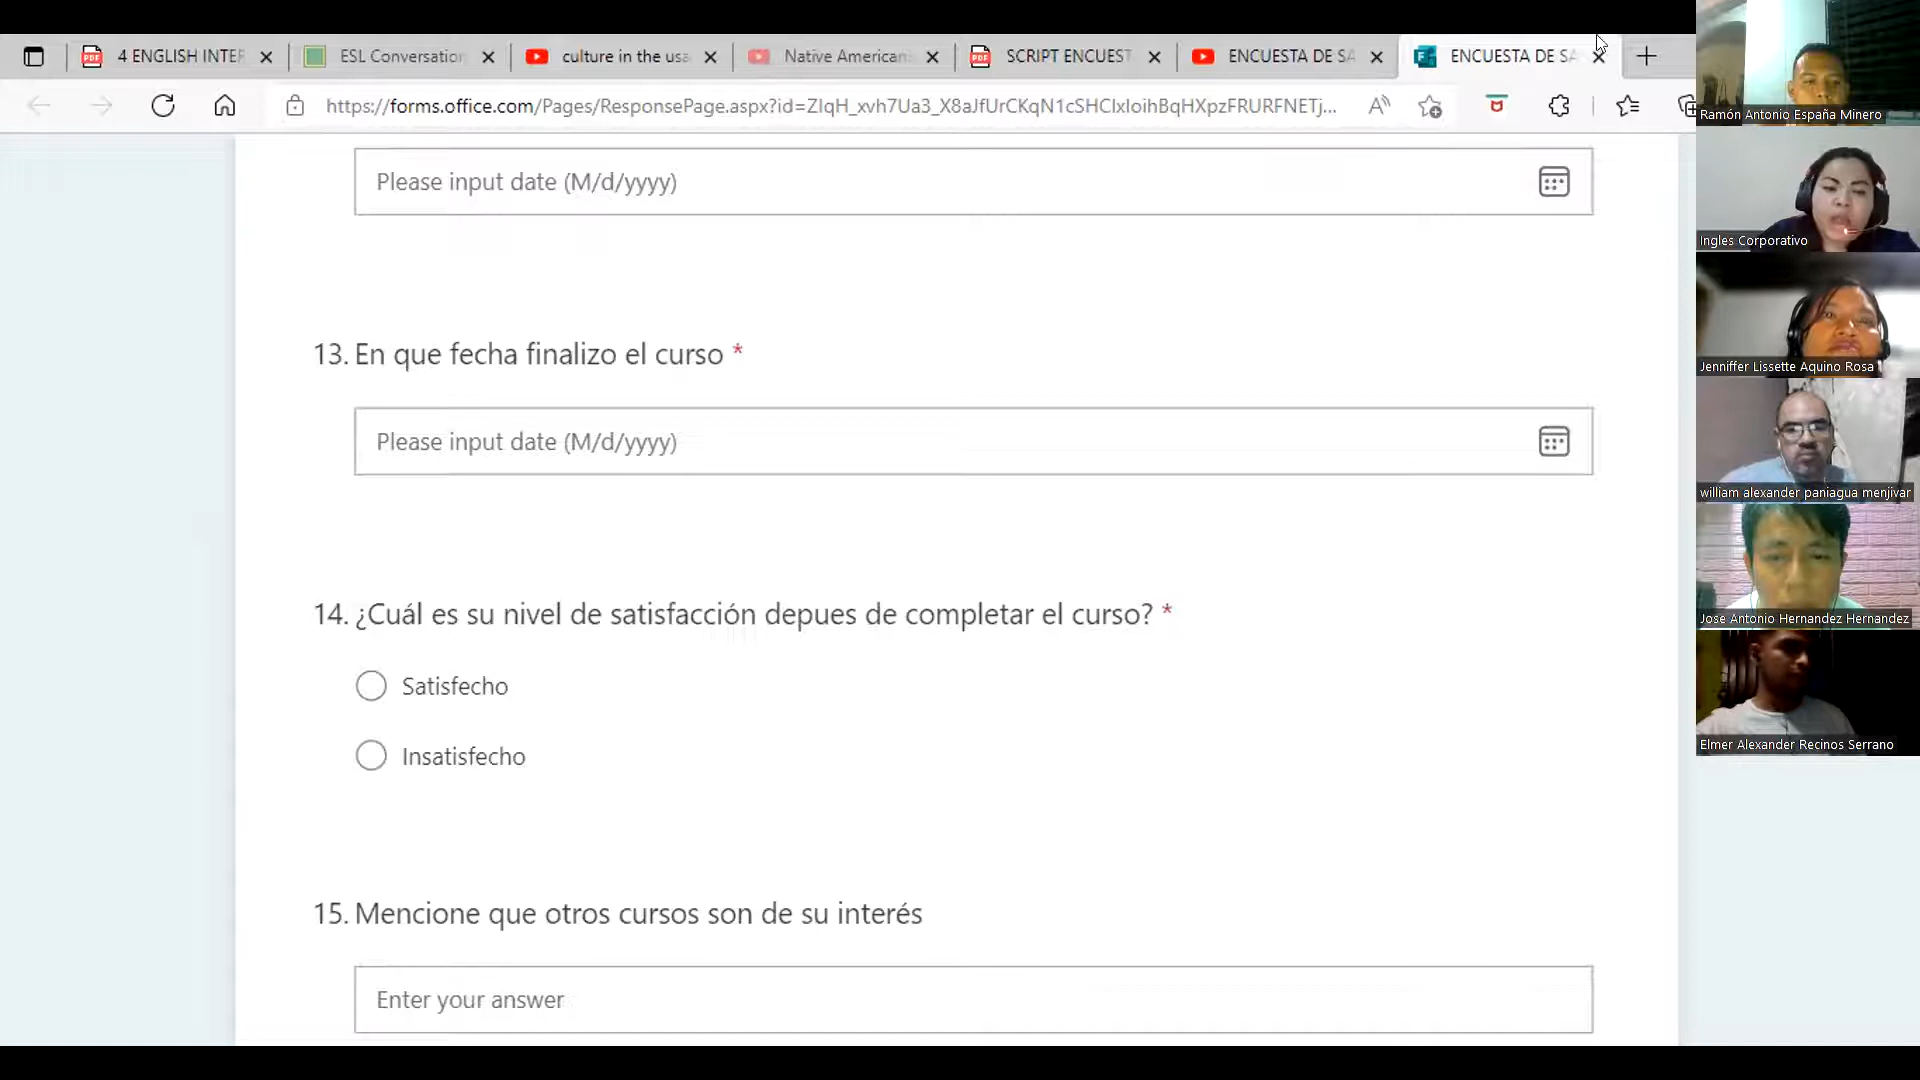 4 ENGLISH INTER
ESL Conversation
culture in the usa
Native American
SCRIPT ENCUEST
ENCUESTA DE SA
ENCUESTA DE SA
https://forms.office.com/Pages/ResponsePage.aspx?id=ZIqH_xvh7Ua3_X8aJfUrCKqN1cSHCIxIoihBqHXpzFRURFNETj...
Please input date (M/d/yyyy)
13. En que fecha finalizo el curso *
Please input date (M/d/yyyy)
14. ¿Cuál es su nivel de satisfacción depues de completar el curso? *
Satisfecho
Insatisfecho
15. Mencione que otros cursos son de su interés
Enter your answer
Ramón Antonio España Minero
Ingles Corporativo
Jenniffer Lissette Aquino Rosa
william alexander paniagua menjivar
Jose Antonio Hernandez Hernandez
Elmer Alexander Recinos Serrano